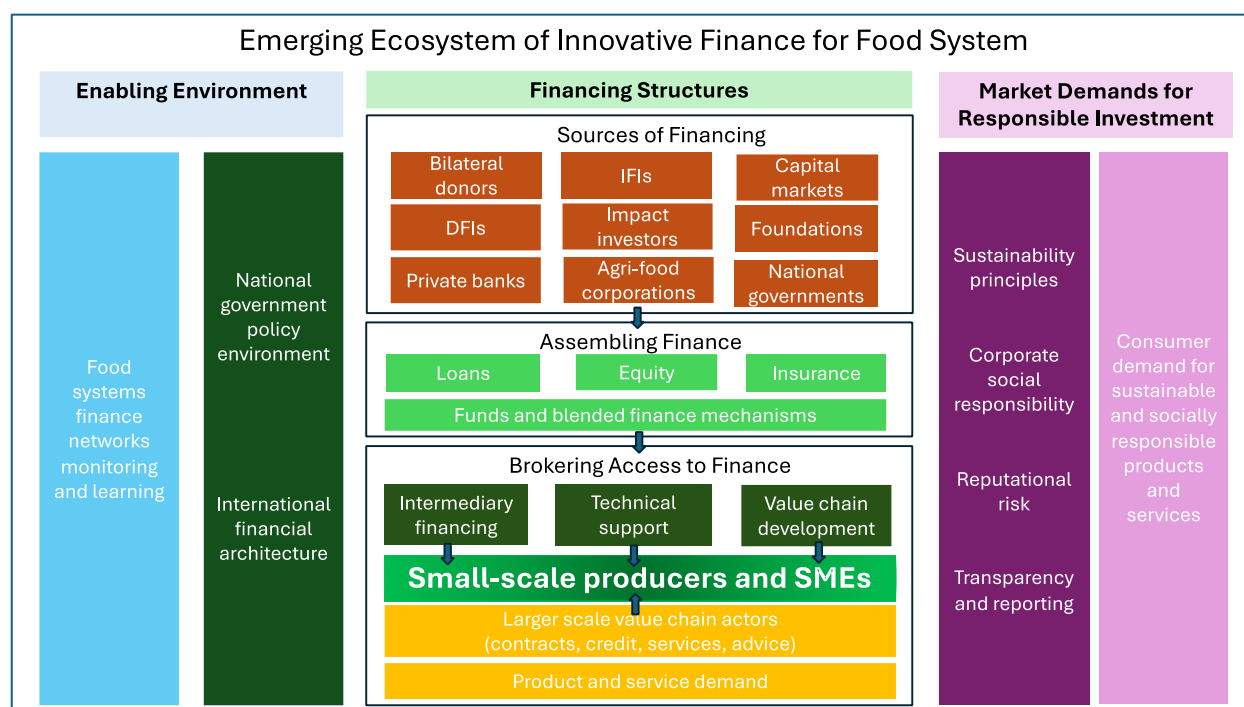 Emerging Ecosystem of Innovative Finance for Food System
Enabling Environment
Food
systems
finance
networks
monitoring
and learning
National
government
policy
environment
International
financial
architecture
Financing Structures
Sources of Financing
Bilateral
donors
IFIs
Capital
markets
DFIs
Impact
investors
Foundations
Private banks
Agri-food
corporations
National
governments
Assembling Finance
Loans
Equity
Insurance
Funds and blended finance mechanisms
Brokering Access to Finance
Intermediary
financing
Technical
support
Value chain
development
Small-scale producers and SMEs
Larger scale value chain actors
(contracts, credit, services, advice)
Product and service demand
Market Demands for
Responsible Investment
Sustainability
principles
Corporate
social
responsibility
Reputational
risk
Transparency
and reporting
Consumer
demand for
sustainable
and socially
responsible
products
and
services